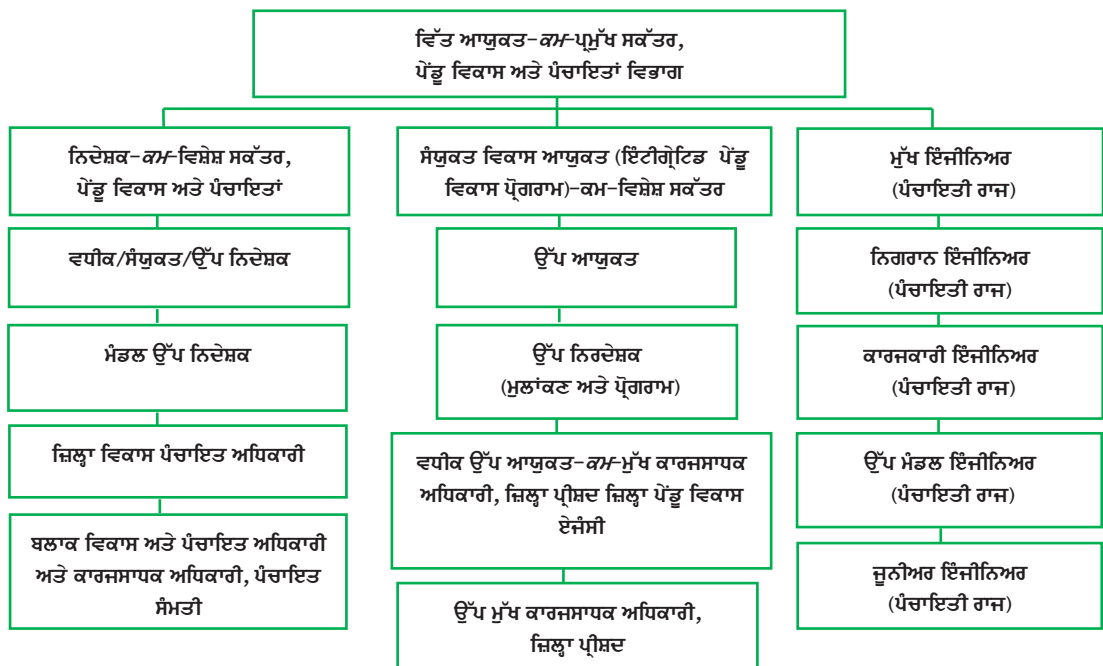 ਵਿੱਤ ਆਯੁਕਤ-ਕਮ-ਪ੍ਰਮੁੱਖ ਸਕੱਤਰ,
ਪੇਂਡੂ ਵਿਕਾਸ ਅਤੇ ਪੰਚਾਇਤਾਂ ਵਿਭਾਗ
ਨਿਦੇਸ਼ਕ-ਕਮ-ਵਿਸ਼ੇਸ਼ ਸਕੱਤਰ,
ਪੇਂਡੂ ਵਿਕਾਸ ਅਤੇ ਪੰਚਾਇਤਾਂ
ਵਧੀਕ/ਸੰਯੁਕਤ/ਉੱਪ ਨਿਦੇਸ਼ਕ
ਮੰਡਲ ਉੱਪ ਨਿਦੇਸ਼ਕ
ਜ਼ਿਲ੍ਹਾ ਵਿਕਾਸ ਪੰਚਾਇਤ ਅਧਿਕਾਰੀ
ਬਲਾਕ ਵਿਕਾਸ ਅਤੇ ਪੰਚਾਇਤ ਅਧਿਕਾਰੀ
ਅਤੇ ਕਾਰਜਸਾਧਕ ਅਧਿਕਾਰੀ, ਪੰਚਾਇਤ
ਸੰਮਤੀ
ਸੰਯੁਕਤ ਵਿਕਾਸ ਆਯੁਕਤ (ਇੰਟੀਗ੍ਰੇਟਿਡ ਪੇਂਡੂ
ਵਿਕਾਸ ਪ੍ਰੋਗਰਾਮ)-ਕਮ-ਵਿਸ਼ੇਸ਼ ਸਕੱਤਰ
ਉੱਪ ਆਯੁਕਤ
ਉੱਪ ਨਿਰਦੇਸ਼ਕ
(ਮੁਲਾਂਕਣ ਅਤੇ ਪ੍ਰੋਗਰਾਮ)
ਵਧੀਕ ਉੱਪ ਆਯੁਕਤ-ਕਮ-ਮੁੱਖ ਕਾਰਜਸਾਧਕ
ਅਧਿਕਾਰੀ, ਜ਼ਿਲ੍ਹਾ ਪ੍ਰੀਸ਼ਦ ਜ਼ਿਲ੍ਹਾ ਪੇਂਡੂ ਵਿਕਾਸ
ਏਜੰਸੀ
ਉੱਪ ਮੁੱਖ ਕਾਰਜਸਾਧਕ ਅਧਿਕਾਰੀ,
ਜ਼ਿਲ੍ਹਾ ਪ੍ਰੀਸ਼ਦ
ਮੁੱਖ ਇੰਜੀਨਿਅਰ
(ਪੰਚਾਇਤੀ ਰਾਜ)
ਨਿਗਰਾਨ ਇੰਜੀਨਿਅਰ
(ਪੰਚਾਇਤੀ ਰਾਜ)
ਕਾਰਜਕਾਰੀ ਇੰਜੀਨਿਅਰ
(ਪੰਚਾਇਤੀ ਰਾਜ)
ਉੱਪ ਮੰਡਲ ਇੰਜੀਨਿਅਰ
(ਪੰਚਾਇਤੀ ਰਾਜ)
ਜੂਨੀਅਰ ਇੰਜੀਨਿਅਰ
(ਪੰਚਾਇਤੀ ਰਾਜ)